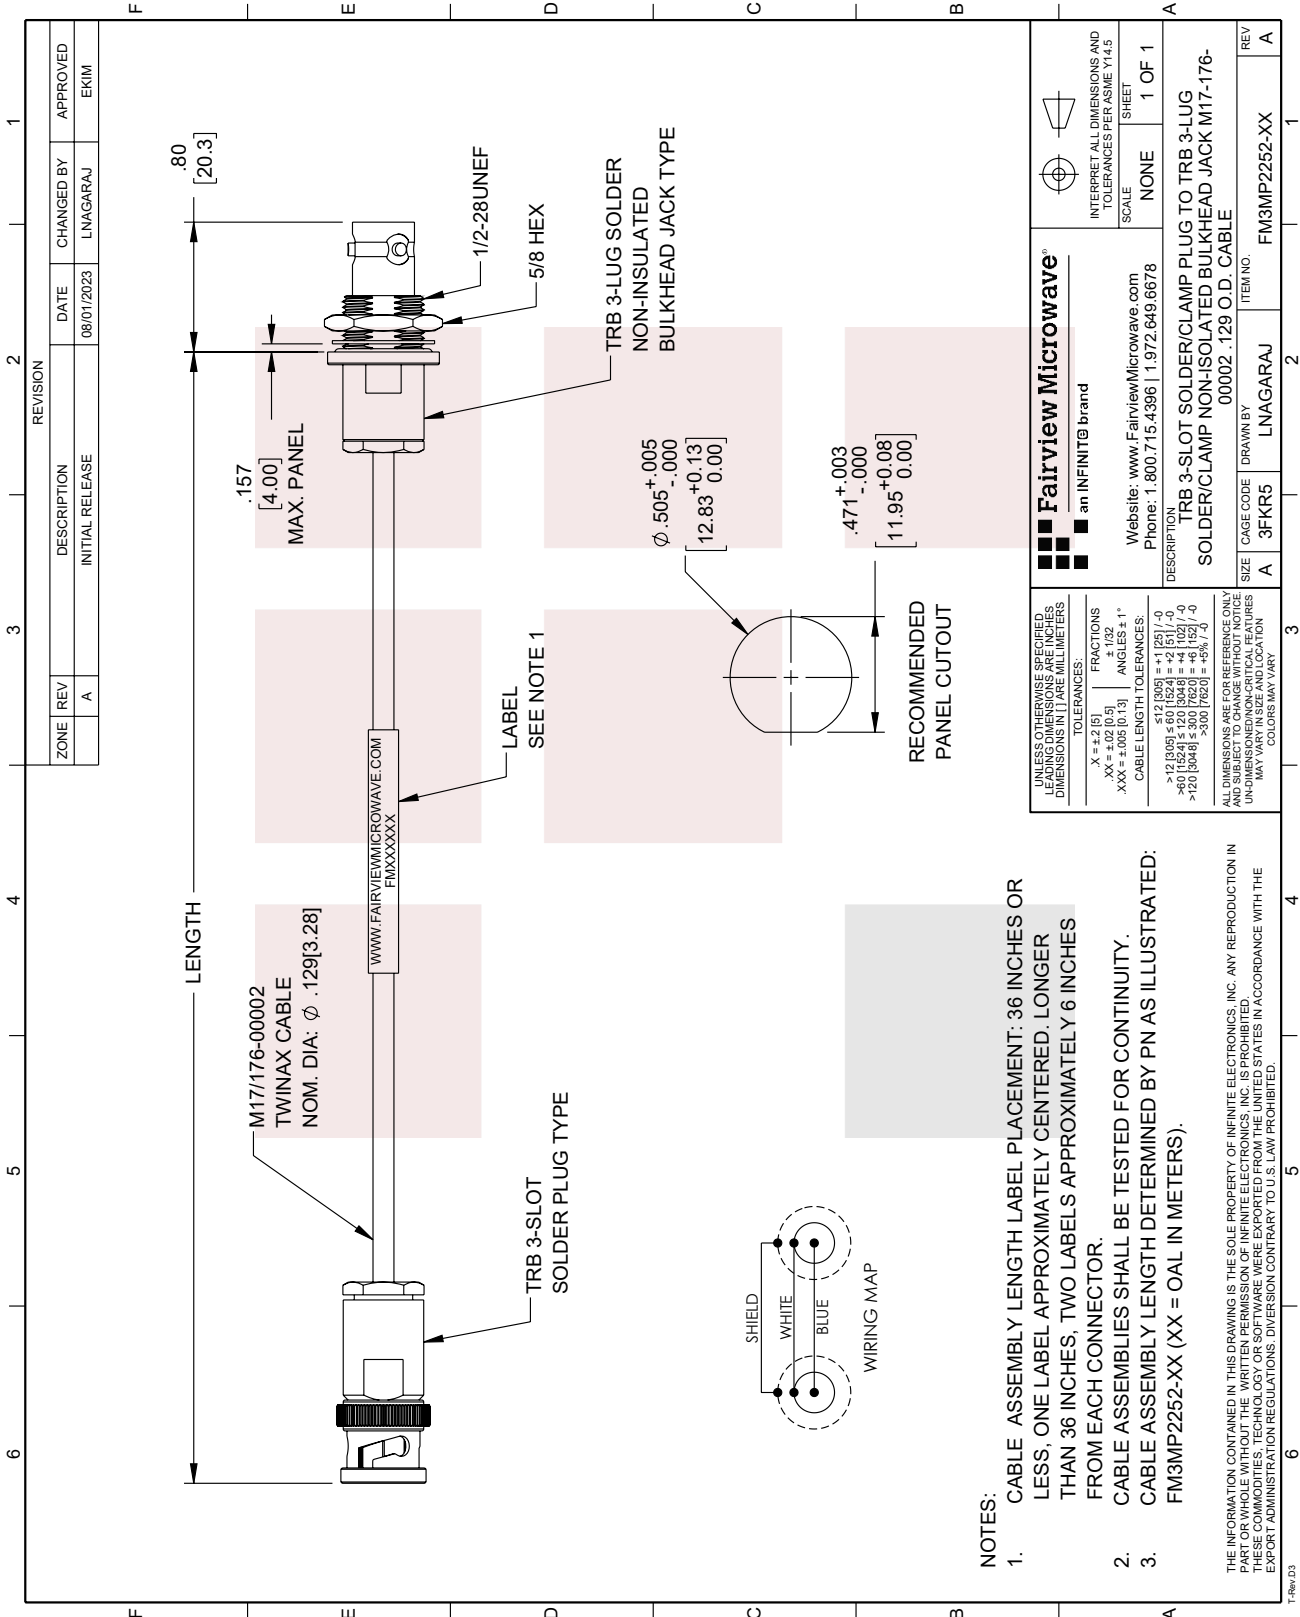 REVISION
ZONE REV DESCRIPTION DATE CHANGED BY APPROVED
A INITIAL RELEASE 08/01/2023 LNAGARAJ EKIM
6 5 4 3 2 1
F
E
D
C
B
A
LENGTH
.80
[20.3]
.157
[4.00]
MAX. PANEL
M17/176-00002
TWINAX CABLE
NOM. DIA: Ø .129[3.28]
WWW.FAIRVIEWMICROWAVE.COM
FMXXXXXX
1/2-28UNEF
5/8 HEX
TRB 3-LUG SOLDER
NON-INSULATED
BULKHEAD JACK TYPE
LABEL
SEE NOTE 1
TRB 3-SLOT
SOLDER PLUG TYPE
Ø .505 +.005 -.000
[12.83 +0.13 0.00]
.471 +.003 -.000
[11.95 +0.08 0.00]
RECOMMENDED
PANEL CUTOUT
SHIELD
WHITE
BLUE
WIRING MAP
NOTES:
1. CABLE ASSEMBLY LENGTH LABEL PLACEMENT: 36 INCHES OR
LESS, ONE LABEL APPROXIMATELY CENTERED. LONGER
THAN 36 INCHES, TWO LABELS APPROXIMATELY 6 INCHES
FROM EACH CONNECTOR.
2. CABLE ASSEMBLIES SHALL BE TESTED FOR CONTINUITY.
3. CABLE ASSEMBLY LENGTH DETERMINED BY PN AS ILLUSTRATED:
FM3MP2252-XX (XX = OAL IN METERS).
THE INFORMATION CONTAINED IN THIS DRAWING IS THE SOLE PROPERTY OF INFINITE ELECTRONICS, INC. ANY REPRODUCTION IN
PART OR WHOLE WITHOUT THE WRITTEN PERMISSION OF INFINITE ELECTRONICS, INC. IS PROHIBITED.
THESE COMMODITIES, TECHNOLOGY OR SOFTWARE WERE EXPORTED FROM THE UNITED STATES IN ACCORDANCE WITH THE
EXPORT ADMINISTRATION REGULATIONS. DIVERSION CONTRARY TO U.S. LAW PROHIBITED.
UNLESS OTHERWISE SPECIFIED
LEADING DIMENSIONS ARE INCHES
DIMENSIONS IN [ ] ARE MILLIMETERS
TOLERANCES:
.X = ±.2 [5] FRACTIONS
.XX = ±.02 [0.5] ± 1/32
.XXX = ±.005 [0.13] ANGLES ± 1°
CABLE LENGTH TOLERANCES:
≤12 [305] = +1 [25] / -0
>12 [305] ≤ 60 [1524] = +2 [51] / -0
>60 [1524] ≤ 120 [3048] = +4 [102] / -0
>120 [3048] ≤ 300 [7620] = +6 [152] / -0
>300 [7620] = +5% / -0
ALL DIMENSIONS ARE FOR REFERENCE ONLY
AND SUBJECT TO CHANGE WITHOUT NOTICE.
UN-DIMENSIONED/NON-CRITICAL FEATURES
MAY VARY IN SIZE AND LOCATION
COLORS MAY VARY
Fairview Microwave®
an INFINIT@ brand
Website: www.FairviewMicrowave.com
Phone: 1.800.715.4396 | 1.972.649.6678
INTERPRET ALL DIMENSIONS AND
TOLERANCES PER ASME Y14.5
SCALE NONE SHEET 1 OF 1
DESCRIPTION
TRB 3-SLOT SOLDER/CLAMP PLUG TO TRB 3-LUG
SOLDER/CLAMP NON-ISOLATED BULKHEAD JACK M17-176-
00002 .129 O.D. CABLE
SIZE A CAGE CODE 3FKR5 DRAWN BY LNAGARAJ ITEM NO. FM3MP2252-XX REV A
6 5 4 3 2 1
F
E
D
C
B
A
T-Rev.D3